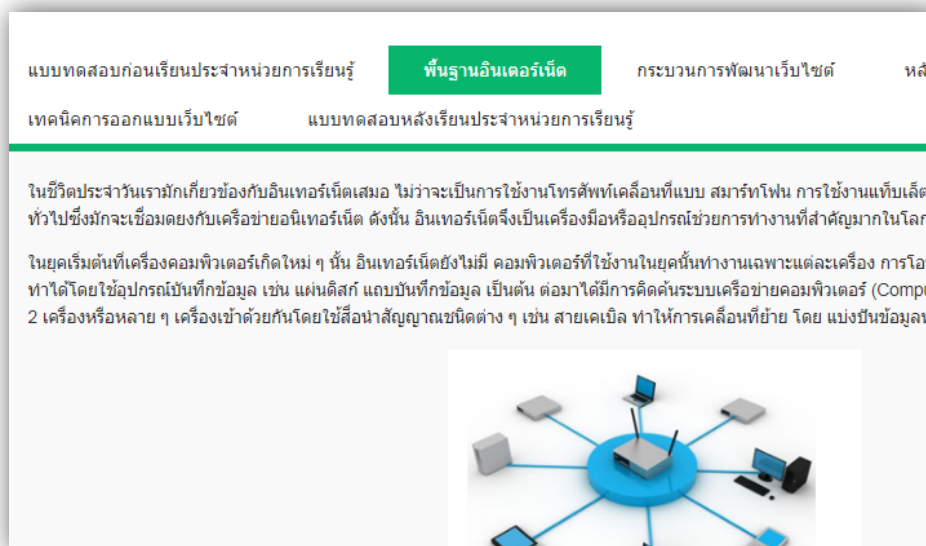 แบบทดสอบก่อนเรียนประจำหน่วยการเรียนรู้ พื้นฐานอินเตอร์เน็ต กระบวนการพัฒนาเว็บไซต์
เทคนิคการออกแบบเว็บไซต์ แบบทดสอบหลังเรียนประจำหน่วยการเรียนรู้
ในชีวิตประจำวันเรามักเกี่ยวข้องกับอินเทอร์เน็ตเสมอ ไม่ว่าจะเป็นการใช้งานโทรศัพท์เคลื่อนที่แบบ สมาร์ทโฟน การใช้งานแท็บเล็ต
ทั่วไปซึ่งมักจะเชื่อมตยงกับเครือข่ายอนิเทอร์เน็ต ดังนั้น อินเทอร์เน็ตจึงเป็นเครื่องมือหรืออุปกรณ์ช่วยการทำงานที่สำคัญมากในโลก
ในยุคเริ่มต้นที่เครื่องคอมพิวเตอร์เกิดใหม่ ๆ นั้น อินเทอร์เน็ตยังไม่มี คอมพิวเตอร์ที่ใช้งานในยุคนั้นทำงานเฉพาะแต่ละเครื่อง
ทำได้โดยใช้อุปกรณ์บันทึกข้อมูล เช่น แผ่นดิสก์ แถบบันทึกข้อมูล เป็นต้น ต่อมาได้มีการคิดค้นระบบเครือข่ายคอมพิวเตอร์
2 เครื่องหรือหลาย ๆ เครื่องเข้าด้วยกันโดยใช้สื่อนำสัญญาณชนิดต่าง ๆ เช่น สายเคเบิล ทำให้การเคลื่อนที่ย้าย โดย แบ่งปันข้อมูล